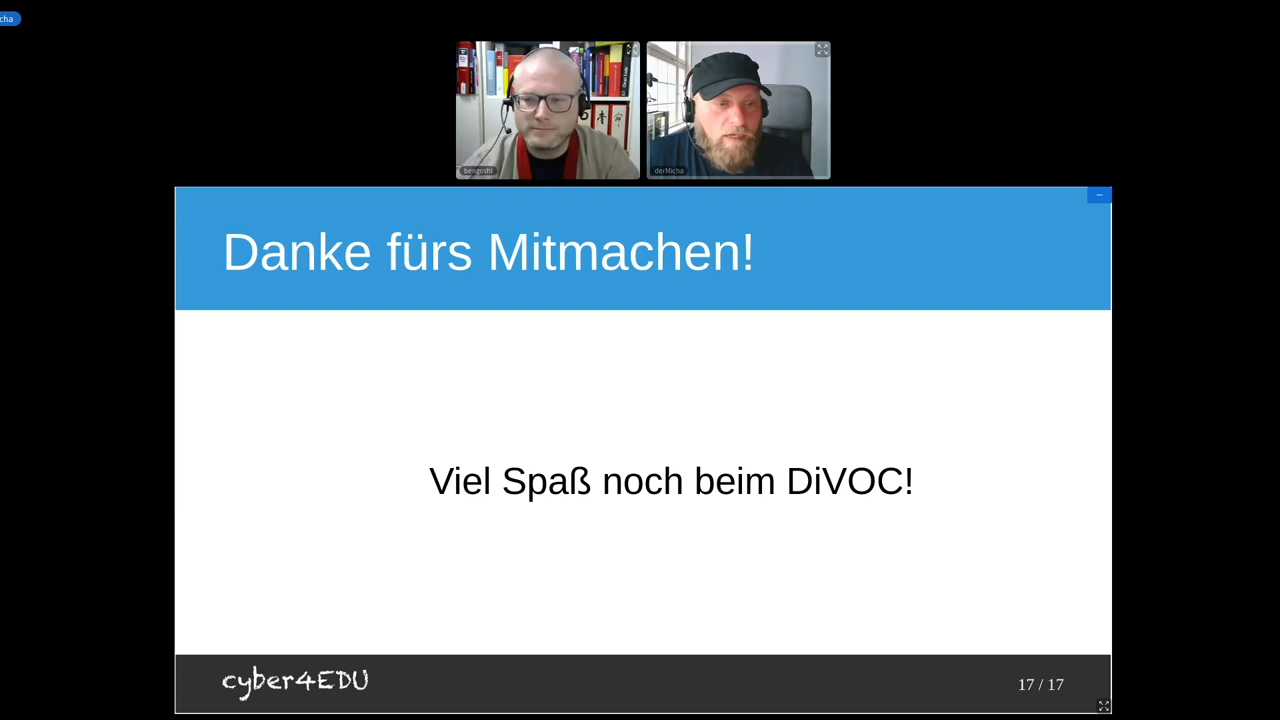 cha
bengoshi
derMicha
Danke fürs Mitmachen!
Viel Spaß noch beim DiVOC!
cyber4EDU
17 / 17